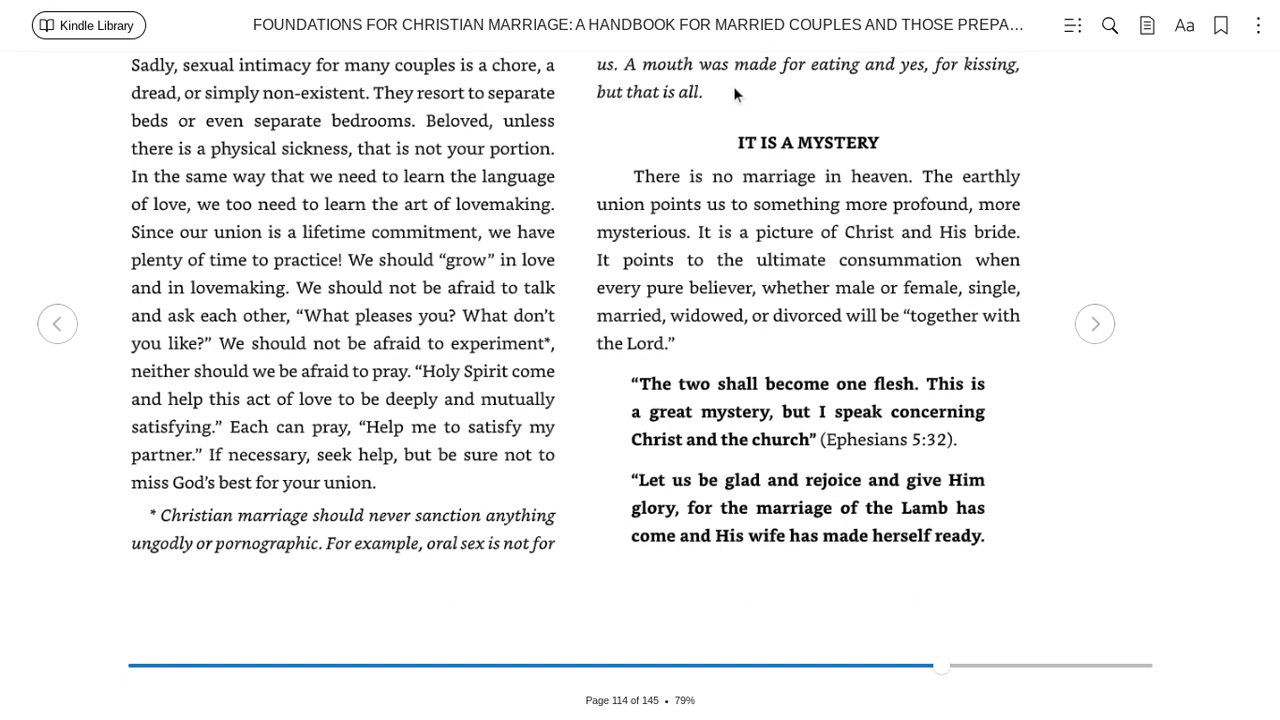 Kindle Library
FOUNDATIONS FOR CHRISTIAN MARRIAGE: A HANDBOOK FOR MARRIED COUPLES AND THOSE PREPA…
Aa
Sadly, sexual intimacy for many couples is a chore, a
dread, or simply non-existent. They resort to separate
beds or even separate bedrooms. Beloved, unless
there is a physical sickness, that is not your portion.
In the same way that we need to learn the language
of love, we too need to learn the art of lovemaking.
Since our union is a lifetime commitment, we have
plenty of time to practice! We should “grow” in love
and in lovemaking. We should not be afraid to talk
and ask each other, “What pleases you? What don’t
you like?” We should not be afraid to experiment*,
neither should we be afraid to pray. “Holy Spirit come
and help this act of love to be deeply and mutually
satisfying.” Each can pray, “Help me to satisfy my
partner.” If necessary, seek help, but be sure not to
miss God’s best for your union.
* Christian marriage should never sanction anything
ungodly or pornographic. For example, oral sex is not for
us. A mouth was made for eating and yes, for kissing,
but that is all.
IT IS A MYSTERY
There is no marriage in heaven. The earthly
union points us to something more profound, more
mysterious. It is a picture of Christ and His bride.
It points to the ultimate consummation when
every pure believer, whether male or female, single,
married, widowed, or divorced will be “together with
the Lord.”
“The two shall become one flesh. This is
a great mystery, but I speak concerning
Christ and the church” (Ephesians 5:32).
“Let us be glad and rejoice and give Him
glory, for the marriage of the Lamb has
come and His wife has made herself ready.
Page 114 of 145 • 79%